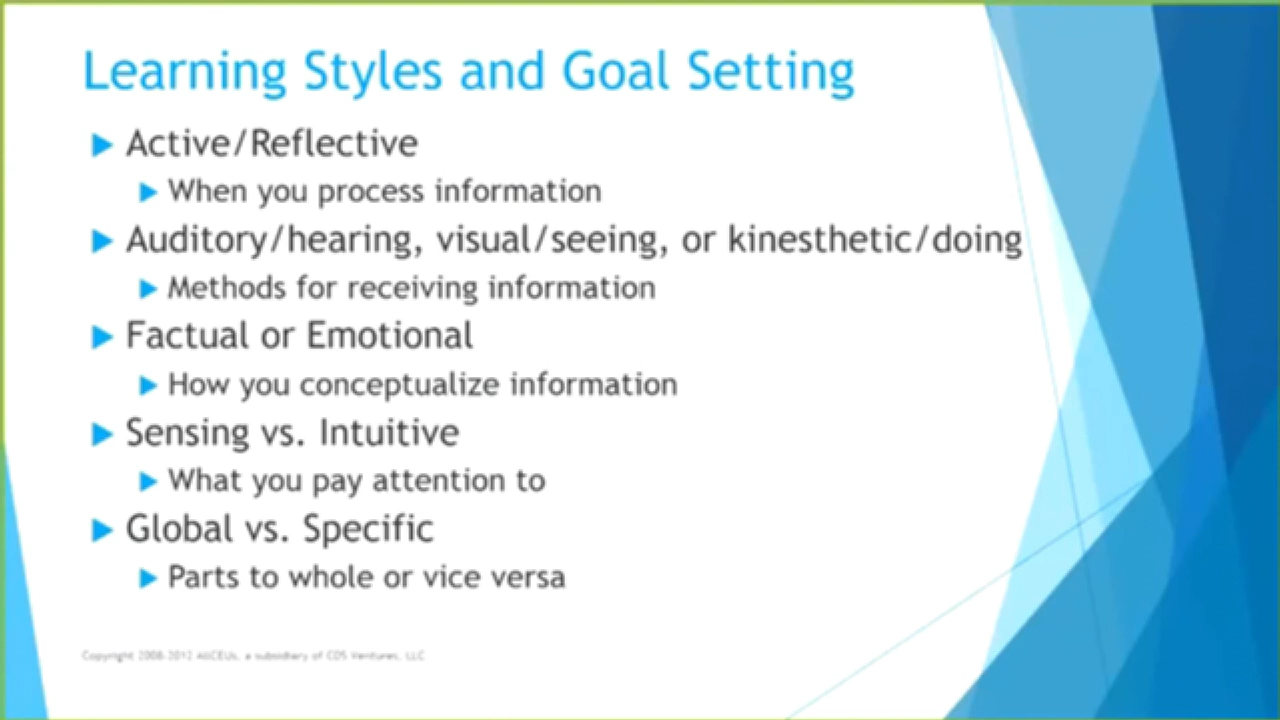 Learning Styles and Goal Setting
Active/Reflective
When you process information
Auditory/hearing, visual/seeing, or kinesthetic/doing
Methods for receiving information
Factual or Emotional
How you conceptualize information
Sensing vs. Intuitive
What you pay attention to
Global vs. Specific
Parts to whole or vice versa
Copyright 2008-2012 AllCEUs, a subsidiary of CDS Ventures, LLC